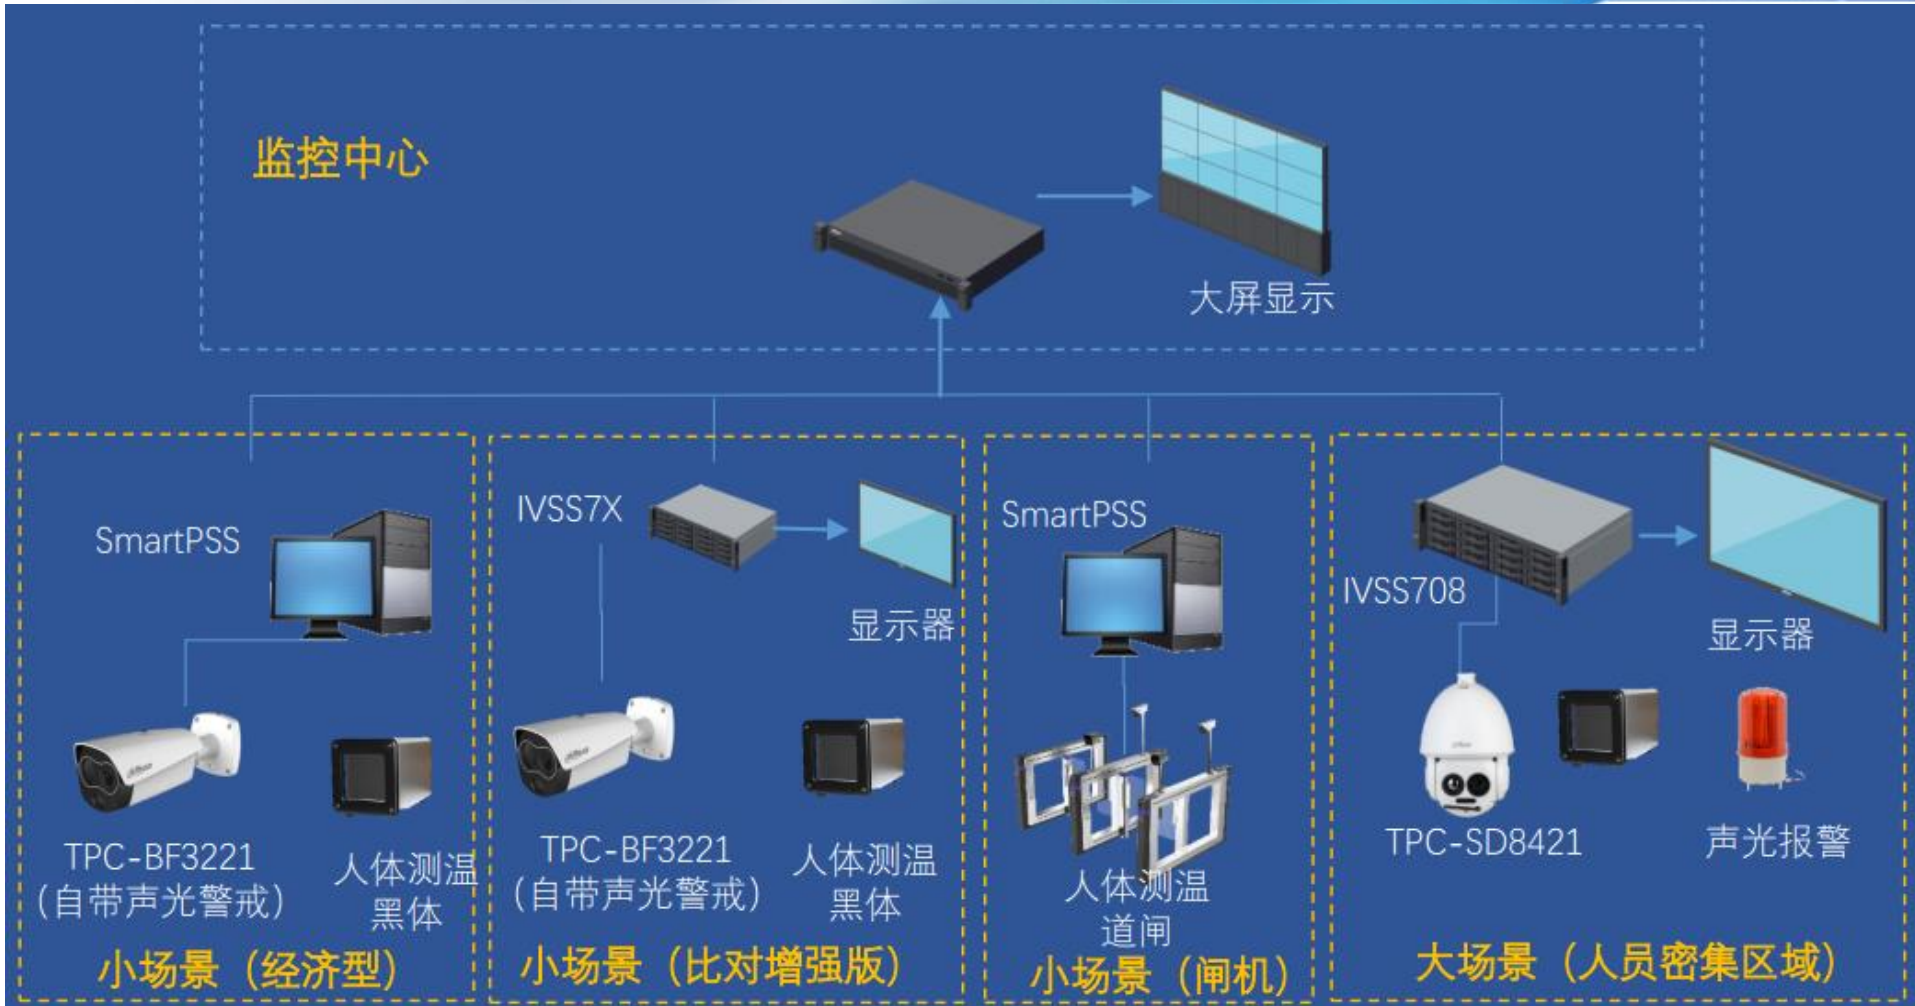 监控中心
大屏显示
SmartPSS
TPC-BF3221
(自带声光警戒)
人体测温
黑体
小场景（经济型）
IVSS7X
显示器
TPC-BF3221
(自带声光警戒)
人体测温
黑体
小场景（比对增强版）
SmartPSS
人体测温
道闸
小场景（闸机）
IVSS708
显示器
TPC-SD8421
声光报警
大场景（人员密集区域）